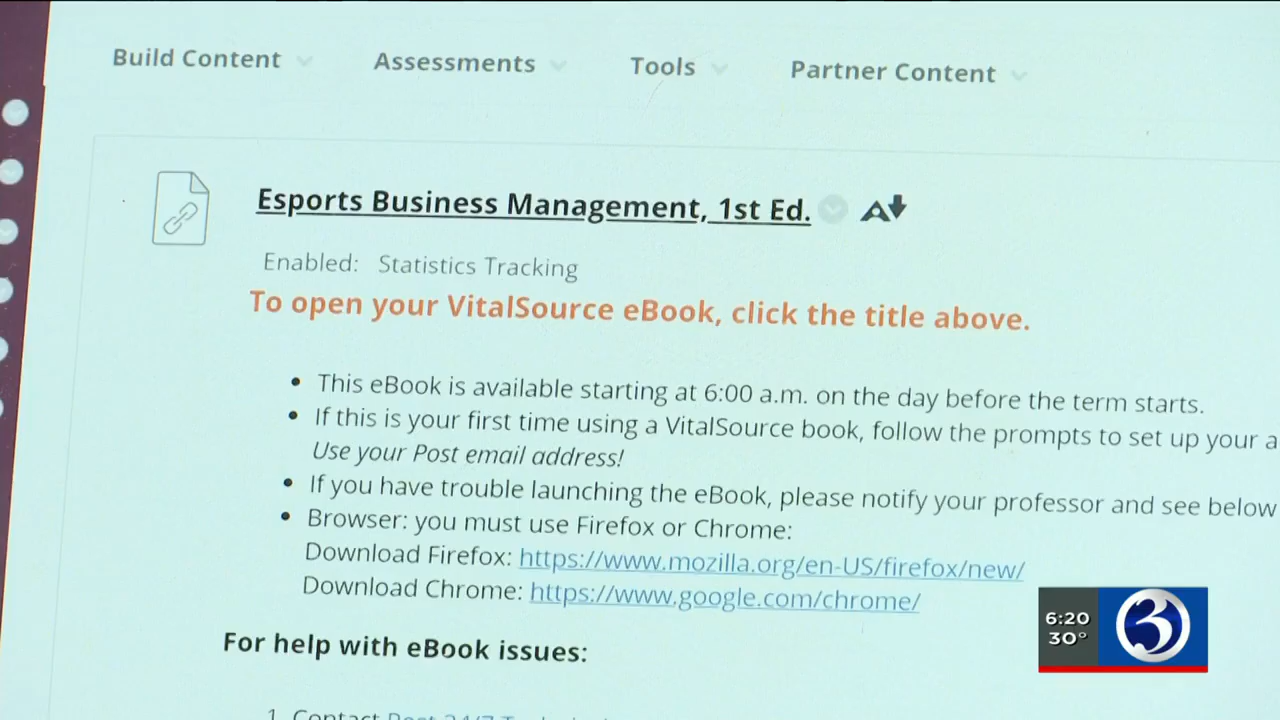 Build Content Assessments Tools Partner Content
Esports Business Management, 1st Ed.
Enabled: Statistics Tracking
To open your VitalSource eBook, click the title above.
• This eBook is available starting at 6:00 a.m. on the day before the term starts.
• If this is your first time using a VitalSource book, follow the prompts to set up your a
Use your Post email address!
• If you have trouble launching the eBook, please notify your professor and see below
• Browser: you must use Firefox or Chrome:
Download Firefox: https://www.mozilla.org/en-US/firefox/new/
Download Chrome: https://www.google.com/chrome/
For help with eBook issues:
1. Contact Post 24/7
6:20
30°
3